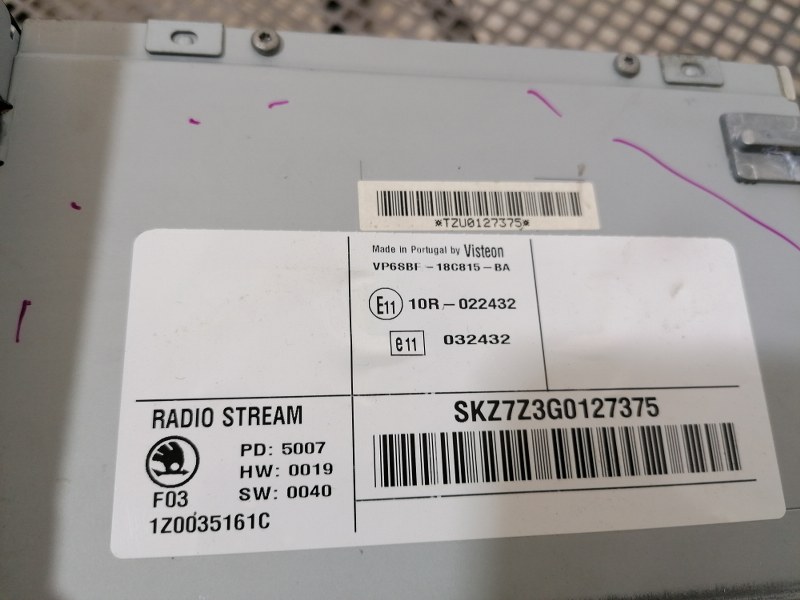 *TZU0127375*
Made in Portugal by Visteon
VP6SBF-18C815-BA
E11 10R-022432
e11 032432
RADIO STREAM
PD: 5007
HW: 0019
SW: 0040
F03
1Z0035161C
SKZ7Z3G0127375